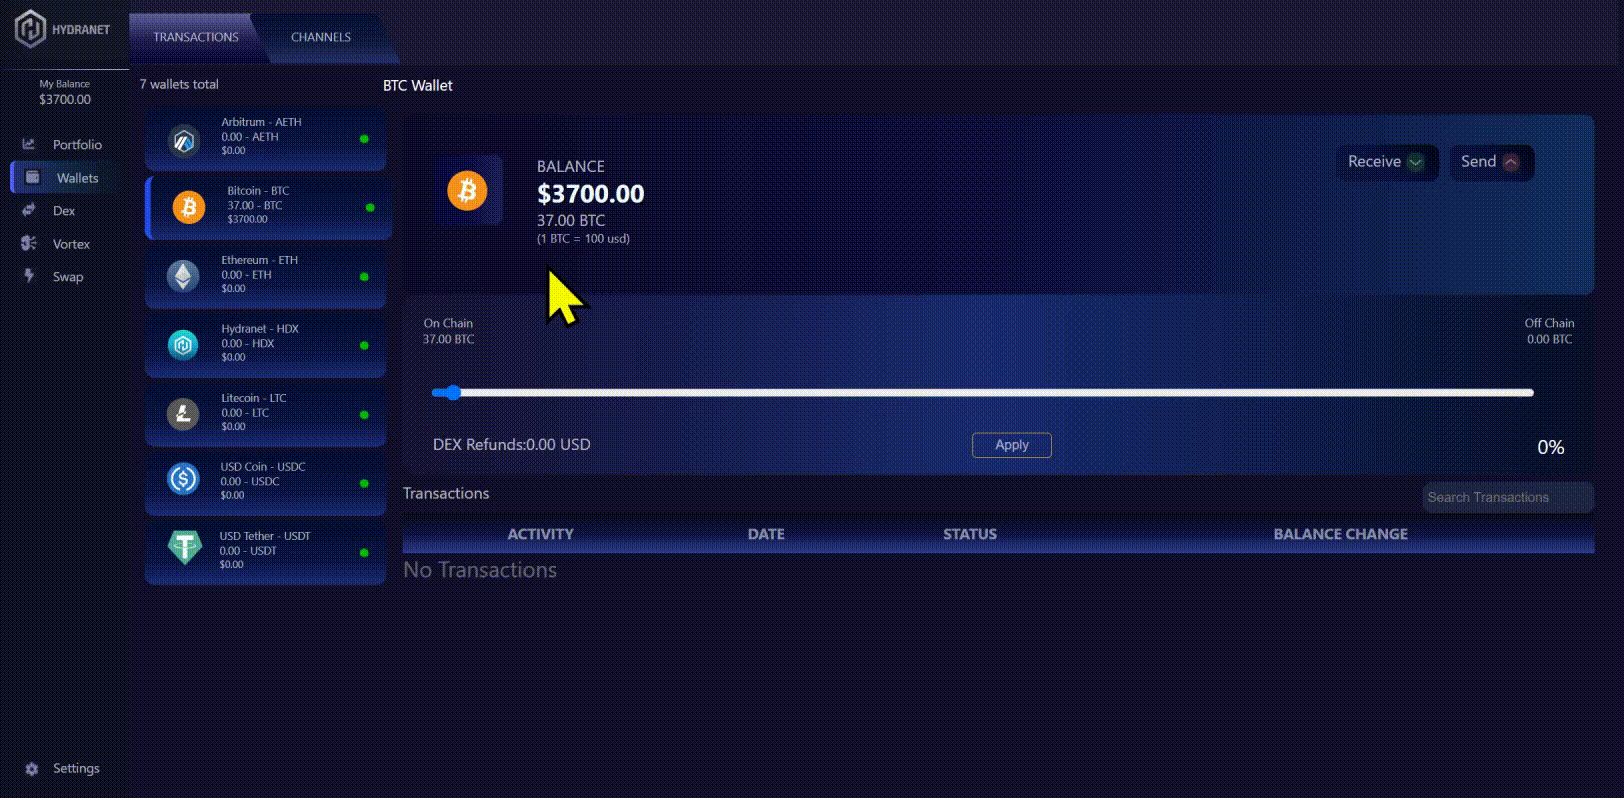 HYDRANET
TRANSACTIONS
CHANNELS
My Balance
$3700.00
Portfolio
Wallets
Dex
Vortex
Swap
Settings
7 wallets total
Arbitrum - AETH
0.00 - AETH
$0.00
Bitcoin - BTC
37.00 - BTC
$3700.00
Ethereum - ETH
0.00 - ETH
$0.00
Hydranet - HDX
0.00 - HDX
$0.00
Litecoin - LTC
0.00 - LTC
$0.00
USD Coin - USDC
0.00 - USDC
$0.00
USD Tether - USDT
0.00 - USDT
$0.00
BTC Wallet
BALANCE
$3700.00
37.00 BTC
(1 BTC = 100 usd)
Receive
Send
On Chain
37.00 BTC
Off Chain
0.00 BTC
DEX Refunds:0.00 USD
Apply
0%
Transactions
Search Transactions
ACTIVITY DATE STATUS BALANCE CHANGE
No Transactions